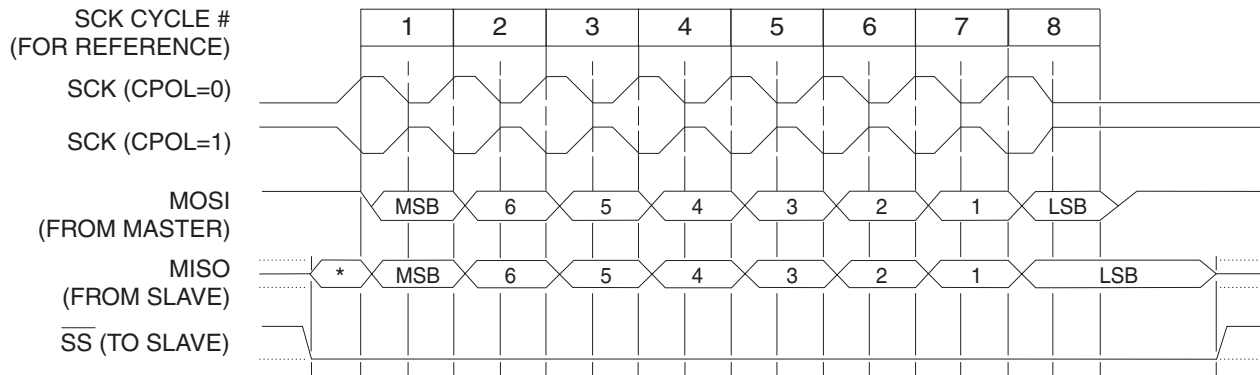 SCK CYCLE #
(FOR REFERENCE)
1 2 3 4 5 6 7 8
SCK (CPOL=0)
SCK (CPOL=1)
MOSI
(FROM MASTER)
MSB 6 5 4 3 2 1 LSB
MISO
(FROM SLAVE)
* MSB 6 5 4 3 2 1 LSB
SS (TO SLAVE)